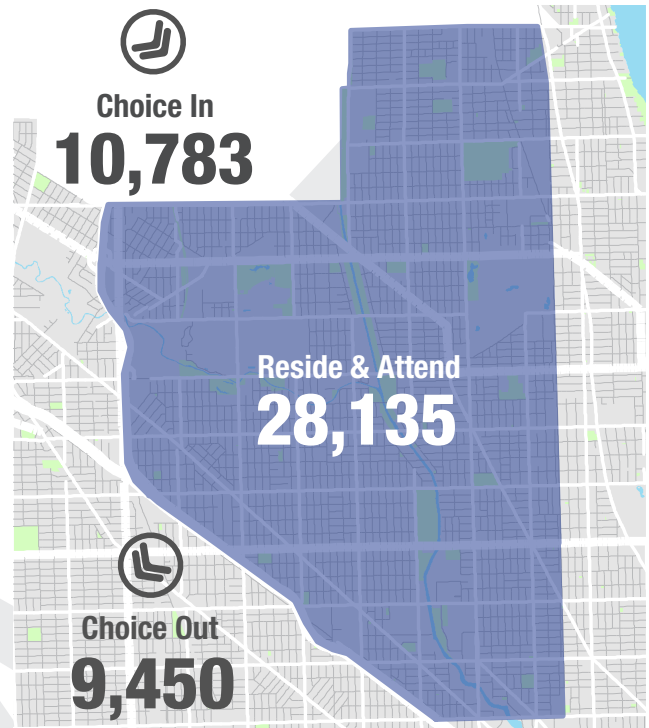 Choice In
10,783
Reside & Attend
28,135
Choice Out
9,450